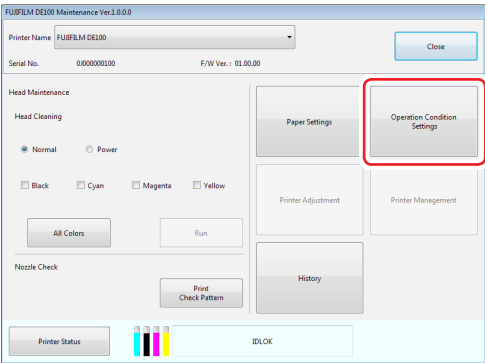 FUJIFILM DE100 Maintenance Ver.1.0.0.0
Printer Name FUJIFILM DE100
Close
Serial No. 0J000000100 F/W Ver. : 01.00.00
Head Maintenance
Head Cleaning
Normal Power
Black Cyan Magenta Yellow
All Colors Run
Nozzle Check
Print
Check Pattern
Paper Settings
Operation Condition
Settings
Printer Adjustment
Printer Management
History
Printer Status
IDLOK